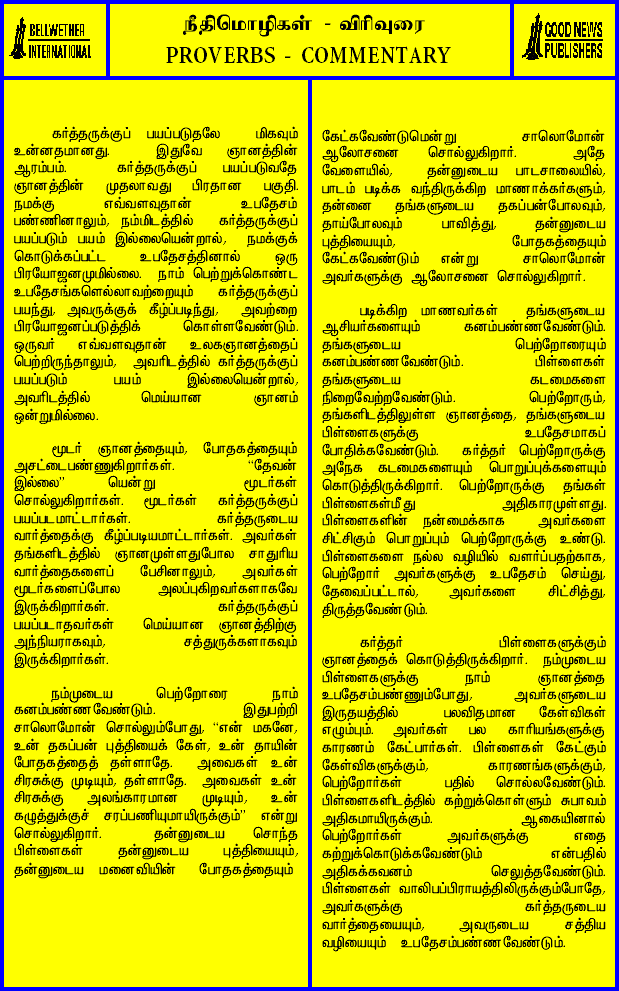 BELLWETHER
INTERNATIONAL
நீதிமொழிகள் - விரிவுரை
PROVERBS - COMMENTARY
GOOD NEWS
PUBLISHERS
கர்த்தருக்குப் பயப்படுதலே மிகவும்
உன்னதமானது. இதுவே ஞானத்தின்
ஆரம்பம். கர்த்தருக்குப் பயப்படுவதே
ஞானத்தின் முதலாவது பிரதான பகுதி.
நமக்கு எவ்வளவுதான் உபதேசம்
பண்ணினாலும், நம்மிடத்தில் கர்த்தருக்குப்
பயப்படும் பயம் இல்லையென்றால், நமக்குக்
கொடுக்கப்பட்ட உபதேசத்தினால் ஒரு
பிரயோஜனமுமில்லை. நாம் பெற்றுக்கொண்ட
உபதேசங்களெல்லாவற்றையும் கர்த்தருக்குப்
பயந்து, அவருக்குக் கீழ்ப்படிந்து, அவற்றை
பிரயோஜனப்படுத்திக் கொள்ளவேண்டும்.
ஒருவர் எவ்வளவுதான் உலகஞானத்தைப்
பெற்றிருந்தாலும், அவரிடத்தில் கர்த்தருக்குப்
பயப்படும் பயம் இல்லையென்றால்,
அவரிடத்தில் மெய்யான ஞானம்
ஒன்றுமில்லை.
மூடர் ஞானத்தையும், போதகத்தையும்
அசட்டைபண்ணுகிறார்கள். “தேவன்
இல்லை” யென்று மூடர்கள்
சொல்லுகிறார்கள். மூடர்கள் கர்த்தருக்குப்
பயப்படமாட்டார்கள். கர்த்தருடைய
வார்த்தைக்கு கீழ்ப்படியமாட்டார்கள். அவர்கள்
தங்களிடத்தில் ஞானமுள்ளதுபோல சாதுரிய
வார்த்தைகளைப் பேசினாலும், அவர்கள்
மூடர்களைப்போல அலப்புகிறவர்களாகவே
இருக்கிறார்கள். கர்த்தருக்குப்
பயப்படாதவர்கள் மெய்யான ஞானத்திற்கு
அந்நியராகவும், சத்துருக்களாகவும்
இருக்கிறார்கள்.
நம்முடைய பெற்றோரை நாம்
கனம்பண்ணவேண்டும். இதுபற்றி
சாலொமோன் சொல்லும்போது, “என் மகனே,
உன் தகப்பன் புத்தியைக் கேள், உன் தாயின்
போதகத்தைத் தள்ளாதே. அவைகள் உன்
சிரசுக்கு முடியும், தள்ளாதே. அவைகள் உன்
சிரசுக்கு அலங்காரமான முடியும், உன்
கழுத்துக்குச் சரப்பணியுமாயிருக்கும்” என்று
சொல்லுகிறார். தன்னுடைய சொந்த
பிள்ளைகள் தன்னுடைய புத்தியையும்,
தன்னுடைய மனைவியின் போதகத்தையும்
கேட்கவேண்டுமென்று சாலொமோன்
ஆலோசனை சொல்லுகிறார். அதே
வேளையில், தன்னுடைய பாடசாலையில்,
பாடம் படிக்க வந்திருக்கிற மாணாக்கர்களும்,
தன்னை தங்களுடைய தகப்பன்போலவும்,
தாய்போலவும் பாவித்து, தன்னுடைய
புத்தியையும், போதகத்தையும்
கேட்கவேண்டும் என்று சாலொமோன்
அவர்களுக்கு ஆலோசனை சொல்லுகிறார்.
படிக்கிற மாணவர்கள் தங்களுடைய
ஆசியர்களையும் கனம்பண்ணவேண்டும்.
தங்களுடைய பெற்றோரையும்
கனம்பண்ணவேண்டும். பிள்ளைகள்
தங்களுடைய கடமைகளை
நிறைவேற்றவேண்டும். பெற்றோரும்,
தங்களிடத்திலுள்ள ஞானத்தை, தங்களுடைய
பிள்ளைகளுக்கு உபதேசமாகப்
போதிக்கவேண்டும். கர்த்தர் பெற்றோருக்கு
அநேக கடமைகளையும் பொறுப்புக்களையும்
கொடுத்திருக்கிறார். பெற்றோருக்கு தங்கள்
பிள்ளைகள்மீது அதிகாரமுள்ளது.
பிள்ளைகளின் நன்மைக்காக அவர்களை
சிட்சிகும் பொறுப்பும் பெற்றோருக்கு உண்டு.
பிள்ளைகளை நல்ல வழியில் வளர்ப்பதற்காக,
பெற்றோர் அவர்களுக்கு உபதேசம் செய்து,
தேவைப்பட்டால், அவர்களை சிட்சித்து,
திருத்தவேண்டும்.
கர்த்தர் பிள்ளைகளுக்கும்
ஞானத்தைக் கொடுத்திருக்கிறார். நம்முடைய
பிள்ளைகளுக்கு நாம் ஞானத்தை
உபதேசம்பண்ணும்போது, அவர்களுடைய
இருதயத்தில் பலவிதமான கேள்விகள்
எழும்பும். அவர்கள் பல காரியங்களுக்கு
காரணம் கேட்பார்கள். பிள்ளைகள் கேட்கும்
கேள்விகளுக்கும், காரணங்களுக்கும்,
பெற்றோர்கள் பதில் சொல்லவேண்டும்.
பிள்ளைகளிடத்தில் கற்றுக்கொள்ளும் சுபாவம்
அதிகமாயிருக்கும். ஆகையினால்
பெற்றோர்கள் அவர்களுக்கு எதை
கற்றுக்கொடுக்கவேண்டும் என்பதில்
அதிகக்கவனம் செலுத்தவேண்டும்.
பிள்ளைகள் வாலிபப்பிராயத்திலிருக்கும்போதே,
அவர்களுக்கு கர்த்தருடைய
வார்த்தையையும், அவருடைய சத்திய
வழியையும் உபதேசம்பண்ணவேண்டும்.